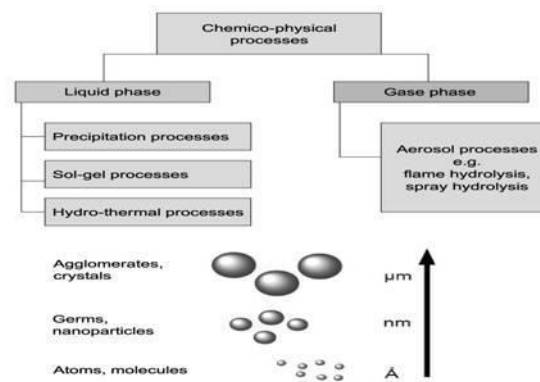 Chemico-physical
processes
Liquid phase
Gase phase
Precipitation processes
Sol-gel processes
Hydro-thermal processes
Aerosol processes
e.g.
flame hydrolysis,
spray hydrolysis
Agglomerates,
crystals
µm
Germs,
nanoparticles
nm
Atoms, molecules
Å